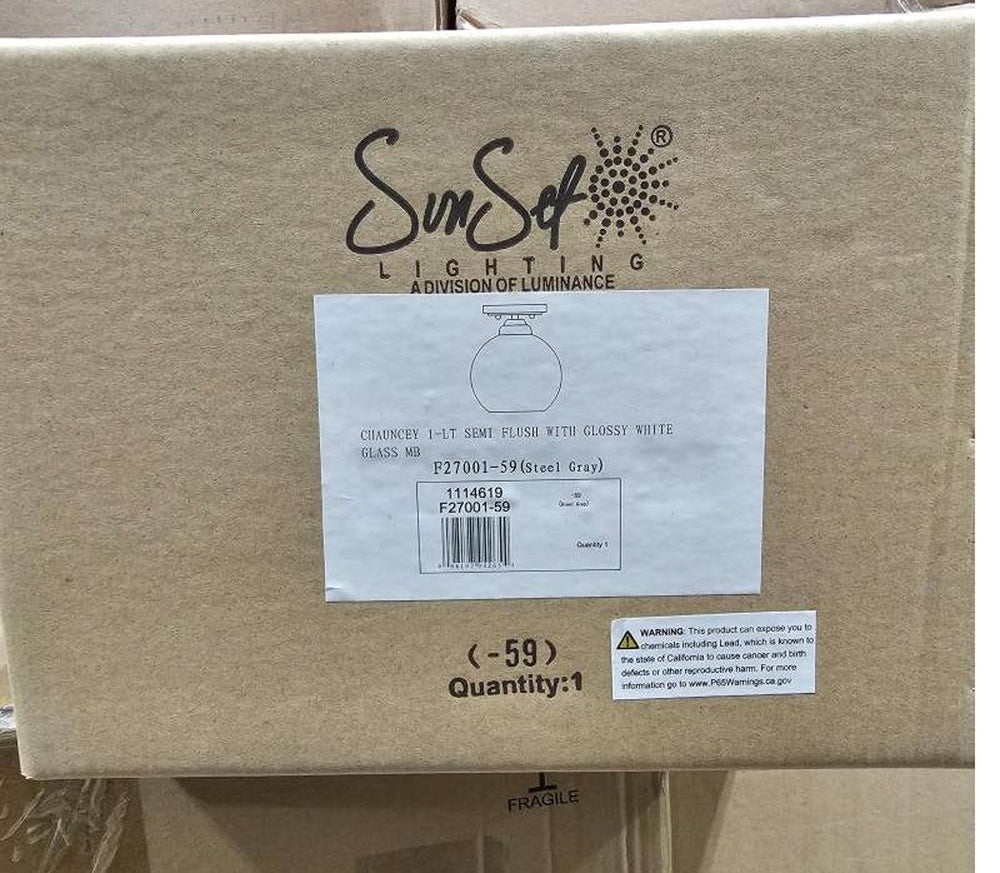 SunSet ®
LIGHTING
A DIVISION OF LUMINANCE
CHAUNCEY 1-LT SEMI FLUSH WITH GLOSSY WHITE
GLASS MB
F27001-59(Steel Gray)
1114619
F27001-59
-59
Quantity 1
(-59)
Quantity:1
WARNING: This product can expose you to
chemicals including Lead, which is known to
the state of California to cause cancer and birth
defects or other reproductive harm. For more
information go to www.P65Warnings.ca.gov
FRAGILE